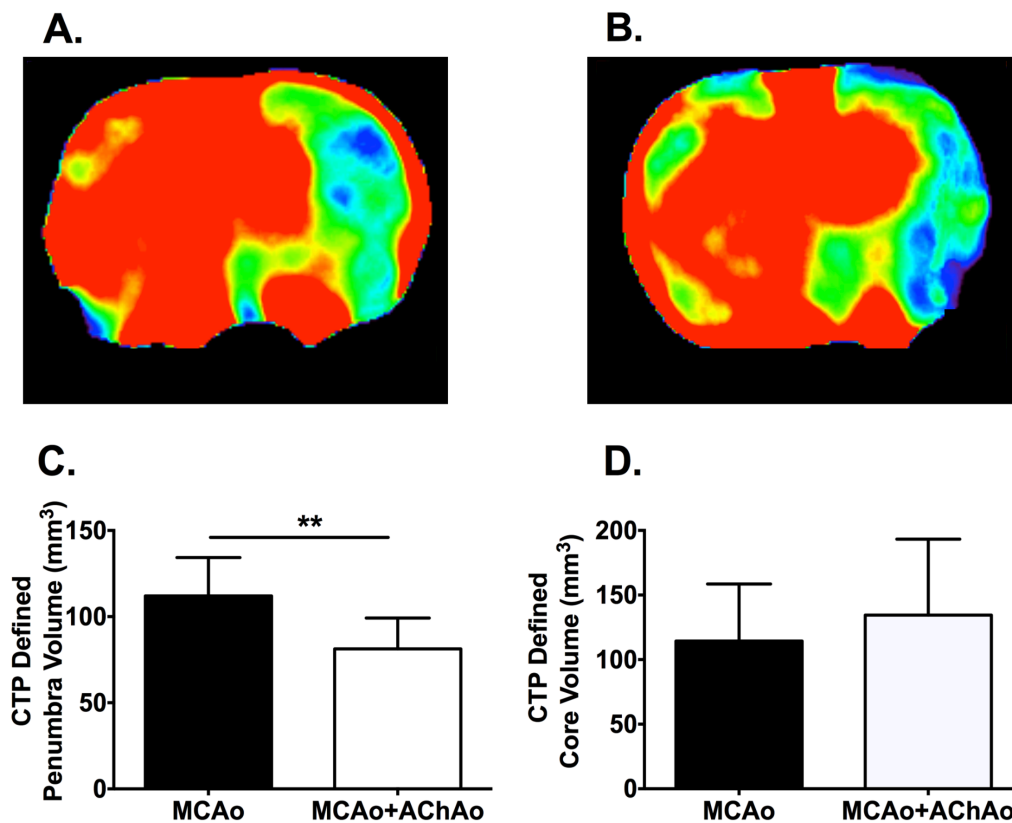 A.
B.
C.
CTP Defined
Penumbra Volume (mm³)
150
100
50
0
**
MCAo
MCAo+AChAo
D.
CTP Defined
Core Volume (mm³)
200
150
100
50
0
MCAo
MCAo+AChAo